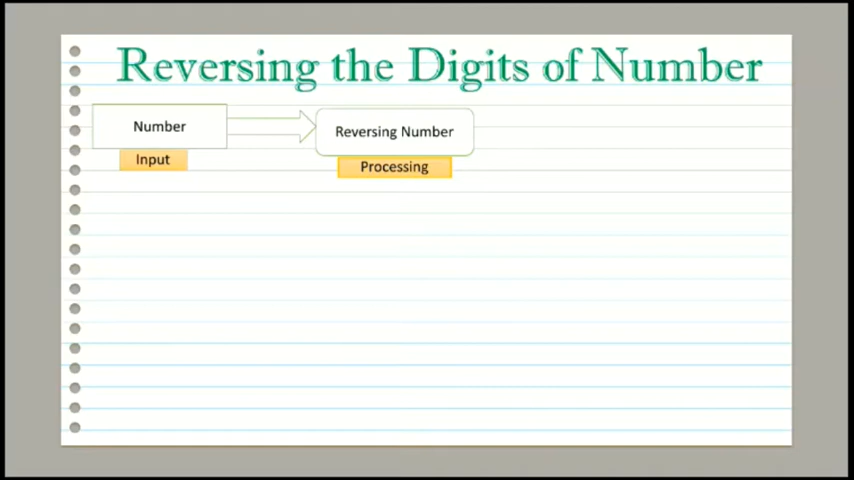 Reversing the Digits of Number
Number
Reversing Number
Input
Processing